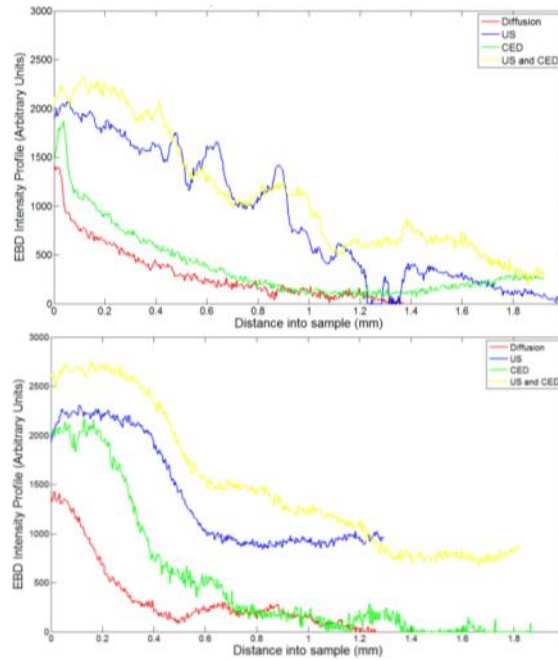 3000
2500
2000
1500
1000
500
0
EBD Intensity Profile (Arbitrary Units)
Diffusion
US
CED
US and CED
0 0.2 0.4 0.6 0.8 1 1.2 1.4 1.6 1.8
Distance into sample (mm)
3000
2500
2000
1500
1000
500
0
EBD Intensity Profile (Arbitrary Units)
Diffusion
US
CED
US and CED
0 0.2 0.4 0.6 0.8 1 1.2 1.4 1.6 1.8
Distance into sample (mm)